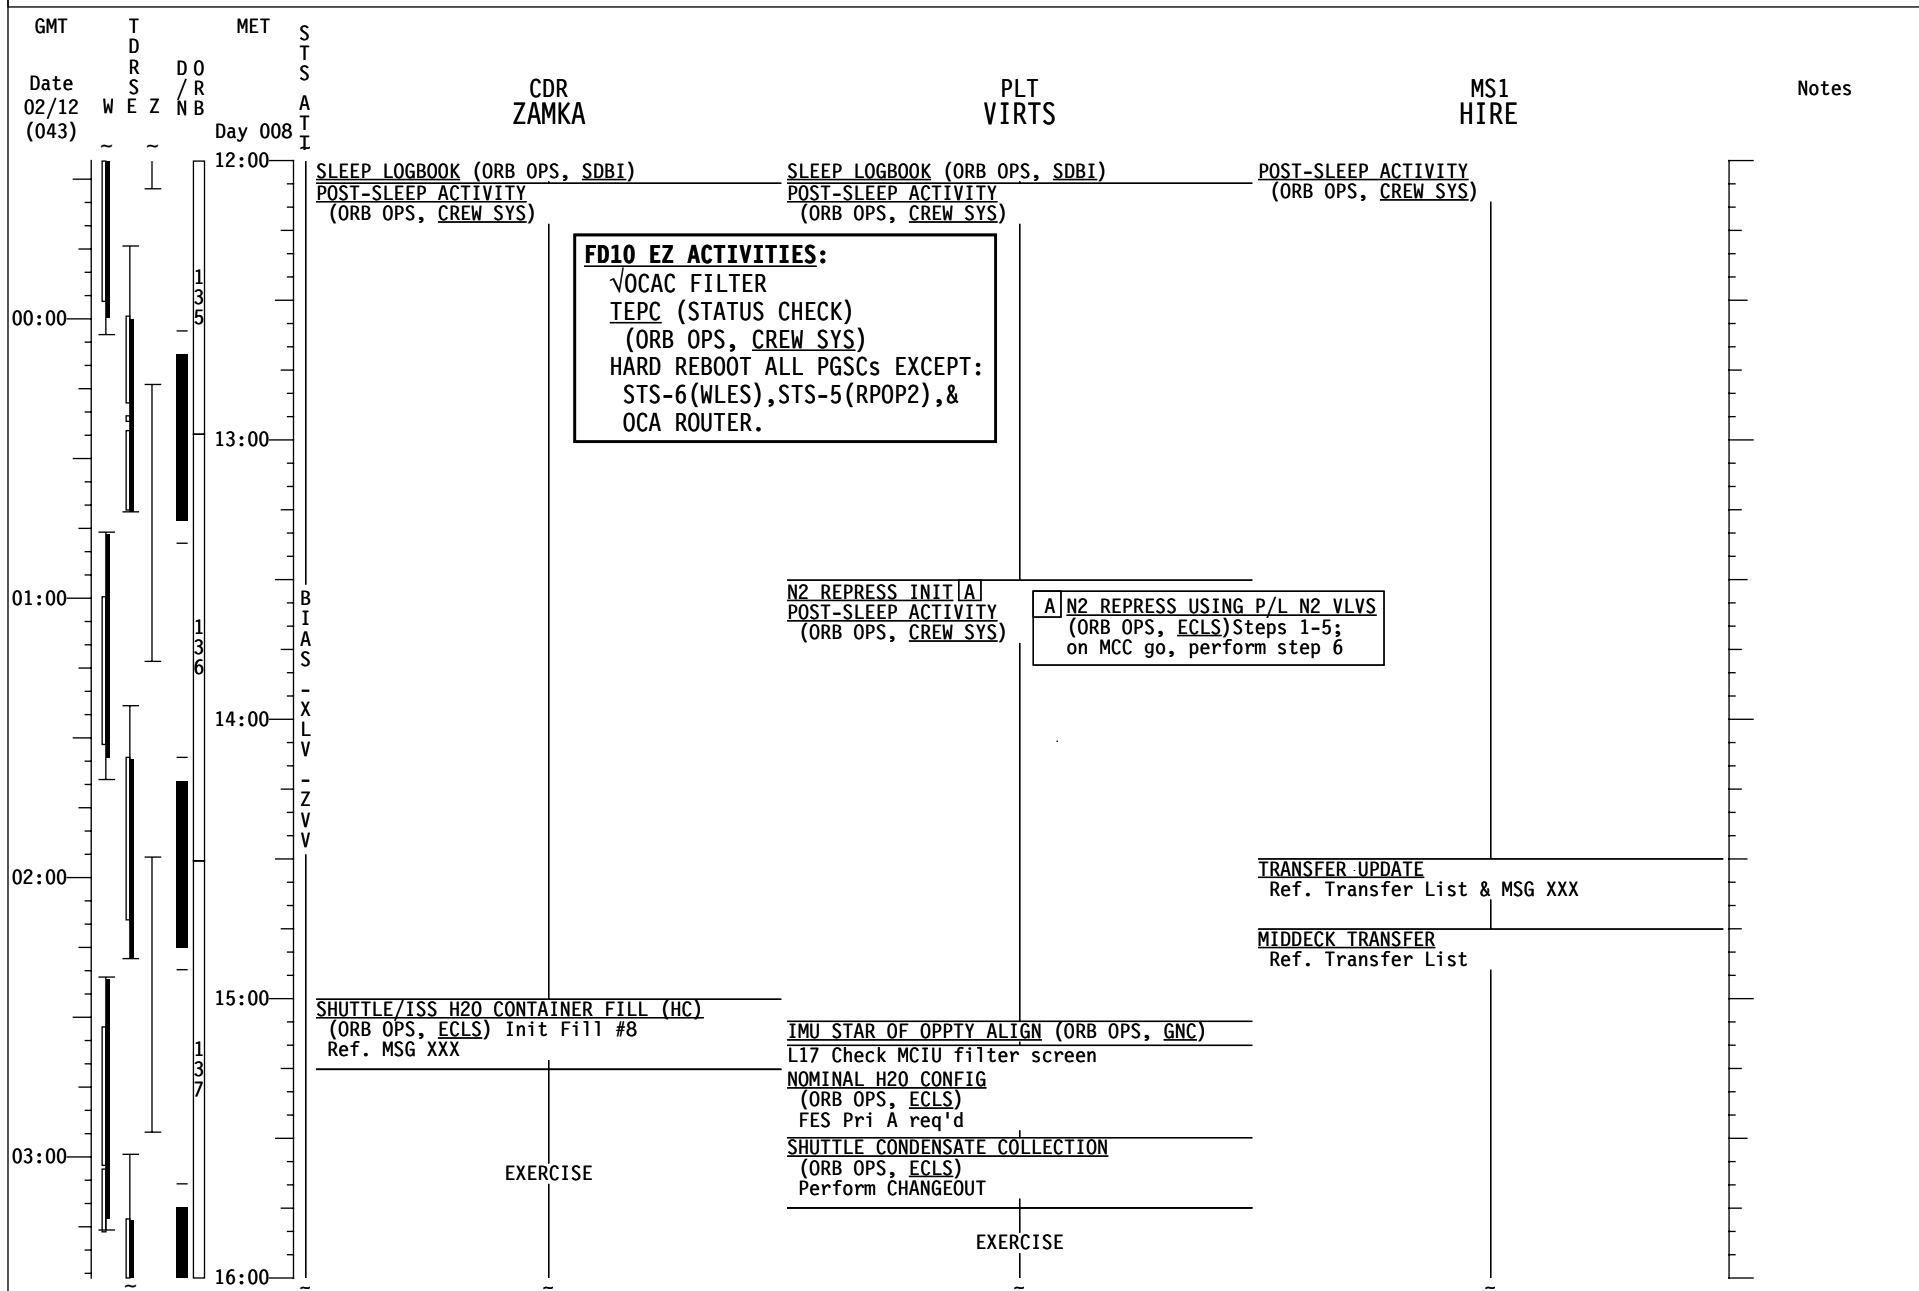 GMT
TDRS
MET
STS ATT
D/N
ORB
Date
02/12
(043)
W E Z
Day 008
CDR
ZAMKA
PLT
VIRTS
MS1
HIRE
Notes
12:00
13:00
14:00
15:00
16:00
00:00
01:00
02:00
03:00
135
136
137
BIAS -XLV -ZVV
SLEEP LOGBOOK (ORB OPS, SDBI)
POST-SLEEP ACTIVITY
(ORB OPS, CREW SYS)
SHUTTLE/ISS H2O CONTAINER FILL (HC)
(ORB OPS, ECLS) Init Fill #8
Ref. MSG XXX
EXERCISE
FD10 EZ ACTIVITIES:
√OCAC FILTER
TEPC (STATUS CHECK)
(ORB OPS, CREW SYS)
HARD REBOOT ALL PGSCs EXCEPT:
STS-6(WLES),STS-5(RPOP2),&
OCA ROUTER.
SLEEP LOGBOOK (ORB OPS, SDBI)
POST-SLEEP ACTIVITY
(ORB OPS, CREW SYS)
N2 REPRESS INIT A
POST-SLEEP ACTIVITY
(ORB OPS, CREW SYS)
A N2 REPRESS USING P/L N2 VLVS
(ORB OPS, ECLS)Steps 1-5;
on MCC go, perform step 6
IMU STAR OF OPPTY ALIGN (ORB OPS, GNC)
L17 Check MCIU filter screen
NOMINAL H2O CONFIG
(ORB OPS, ECLS)
FES Pri A req'd
SHUTTLE CONDENSATE COLLECTION
(ORB OPS, ECLS)
Perform CHANGEOUT
EXERCISE
POST-SLEEP ACTIVITY
(ORB OPS, CREW SYS)
TRANSFER UPDATE
Ref. Transfer List & MSG XXX
MIDDECK TRANSFER
Ref. Transfer List